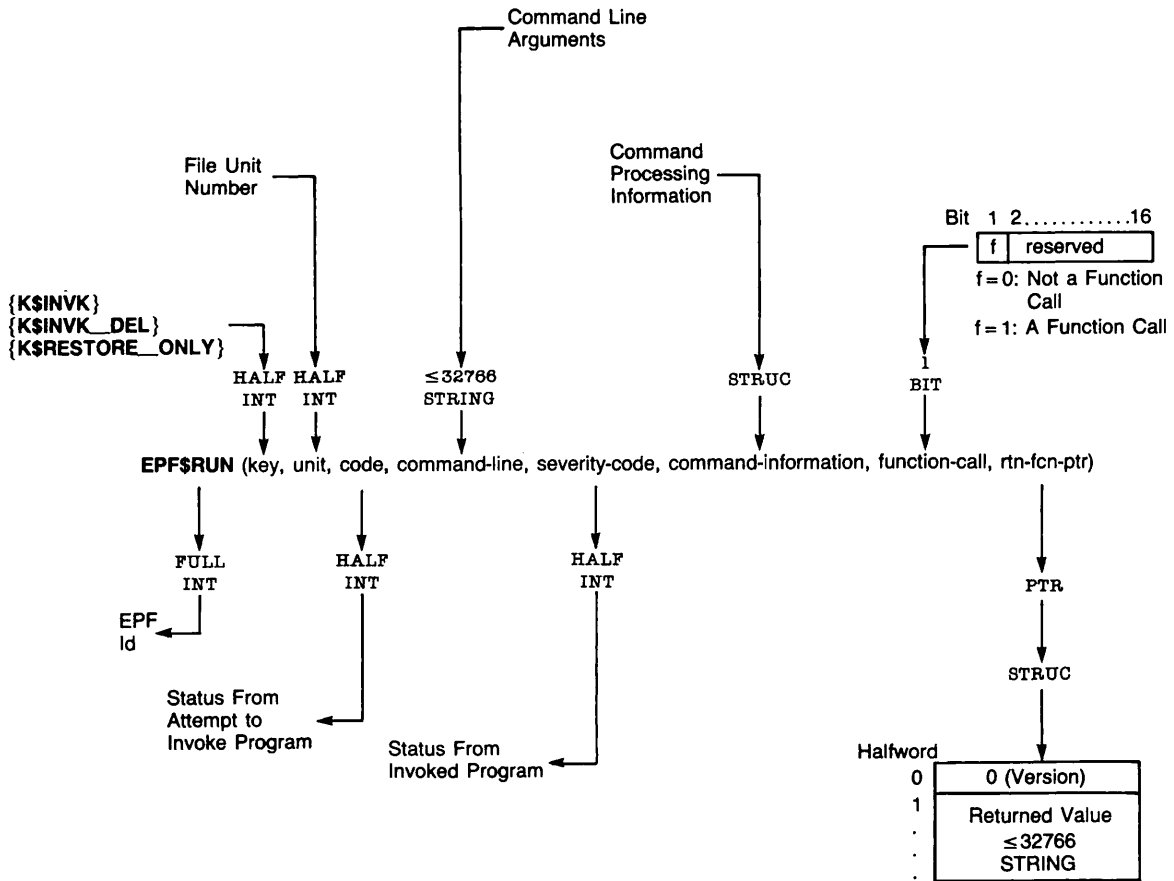 Command Line
Arguments
File Unit
Number
Command
Processing
Information
Bit 1 2............16
f reserved
f=0: Not a Function
Call
f=1: A Function Call
{K$INVK}
{K$INVK__DEL}
{K$RESTORE__ONLY}
HALF
INT
HALF
INT
≤32766
STRING
STRUC
1
BIT
EPF$RUN (key, unit, code, command-line, severity-code, command-information, function-call, rtn-fcn-ptr)
FULL
INT
HALF
INT
HALF
INT
PTR
EPF
Id
STRUC
Status From
Attempt to
Invoke Program
Status From
Invoked Program
Halfword
0 0 (Version)
1
.
.
.
Returned Value
≤32766
STRING